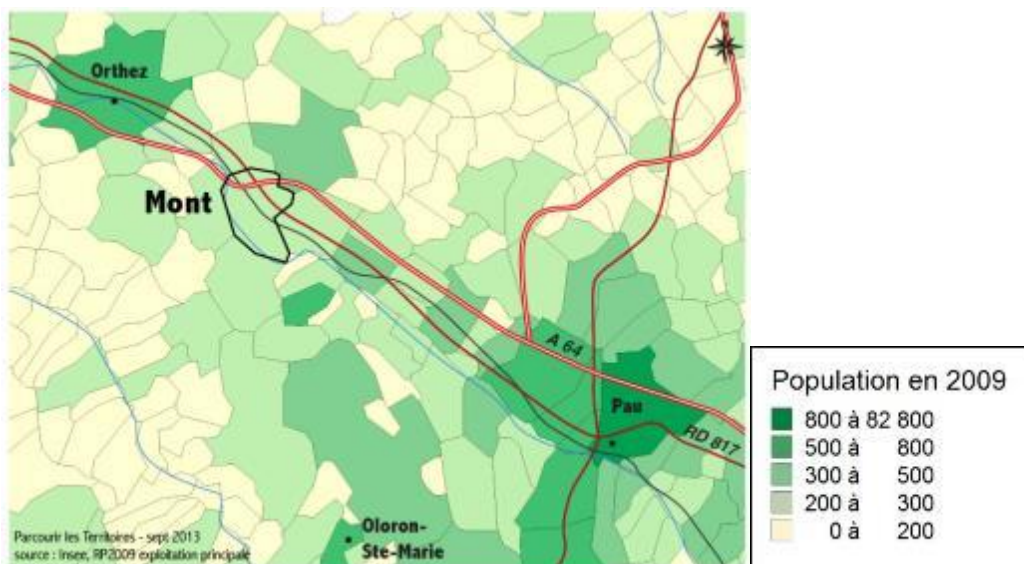 Orthez
Mont
A 64
Pau
RD 817
Oloron-
Ste-Marie
Parcourir les Territoires - sept 2013
source : Insee, RP2009 exploitation principale
Population en 2009
800 à 82 800
500 à 800
300 à 500
200 à 300
0 à 200